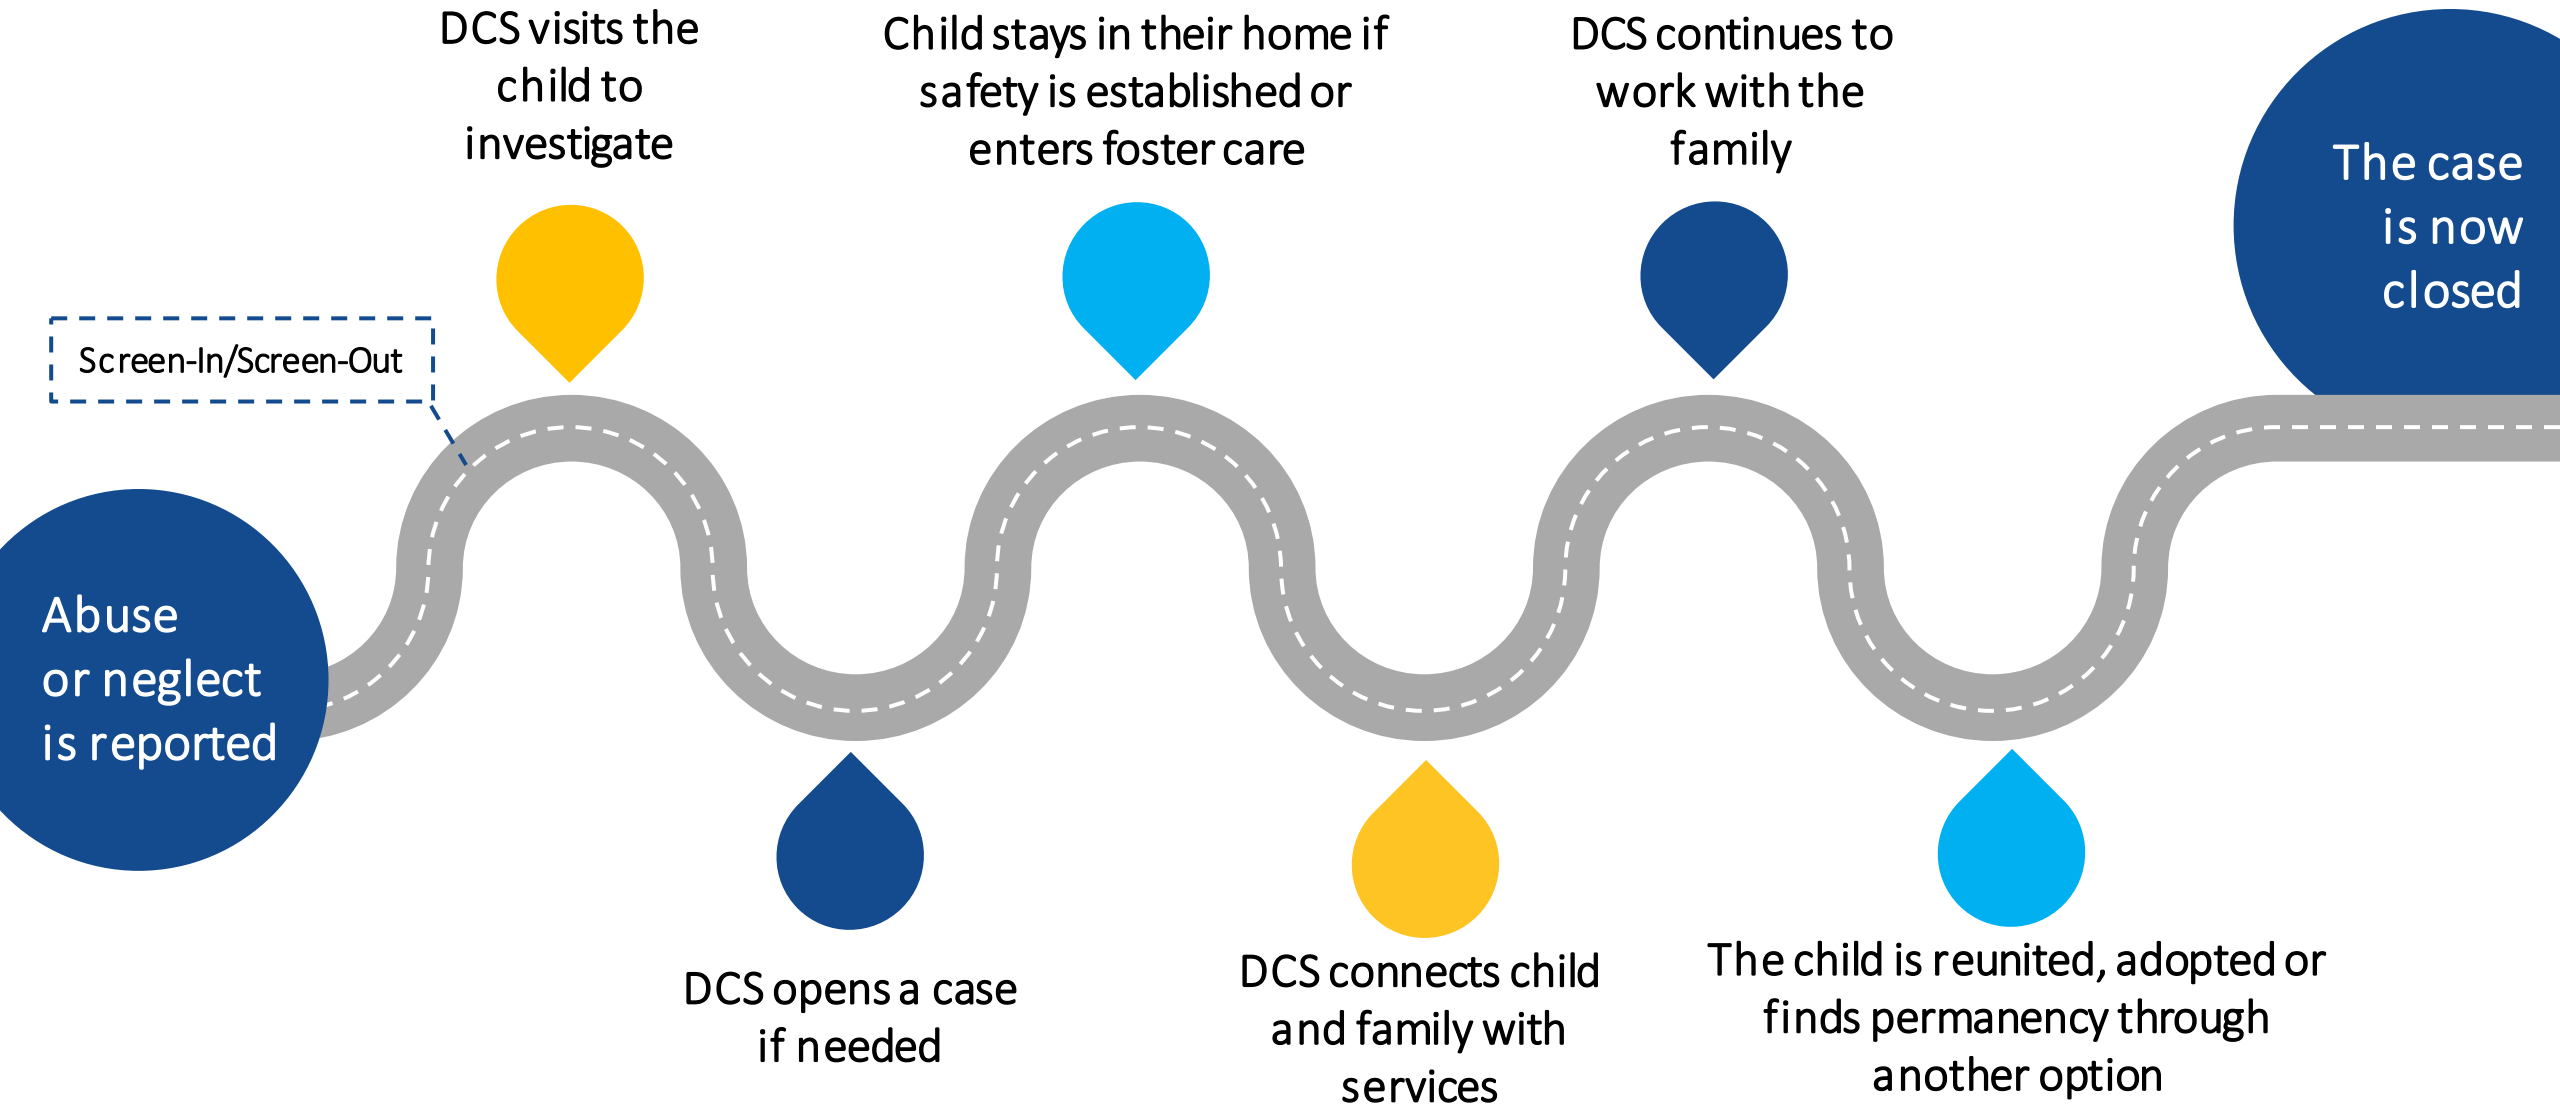 Abuse
or neglect
is reported
Screen-In/Screen-Out
DCS visits the
child to
investigate
DCS opens a case
if needed
Child stays in their home if
safety is established or
enters foster care
DCS connects child
and family with
services
DCS continues to
work with the
family
The child is reunited, adopted or
finds permanency through
another option
The case
is now
closed